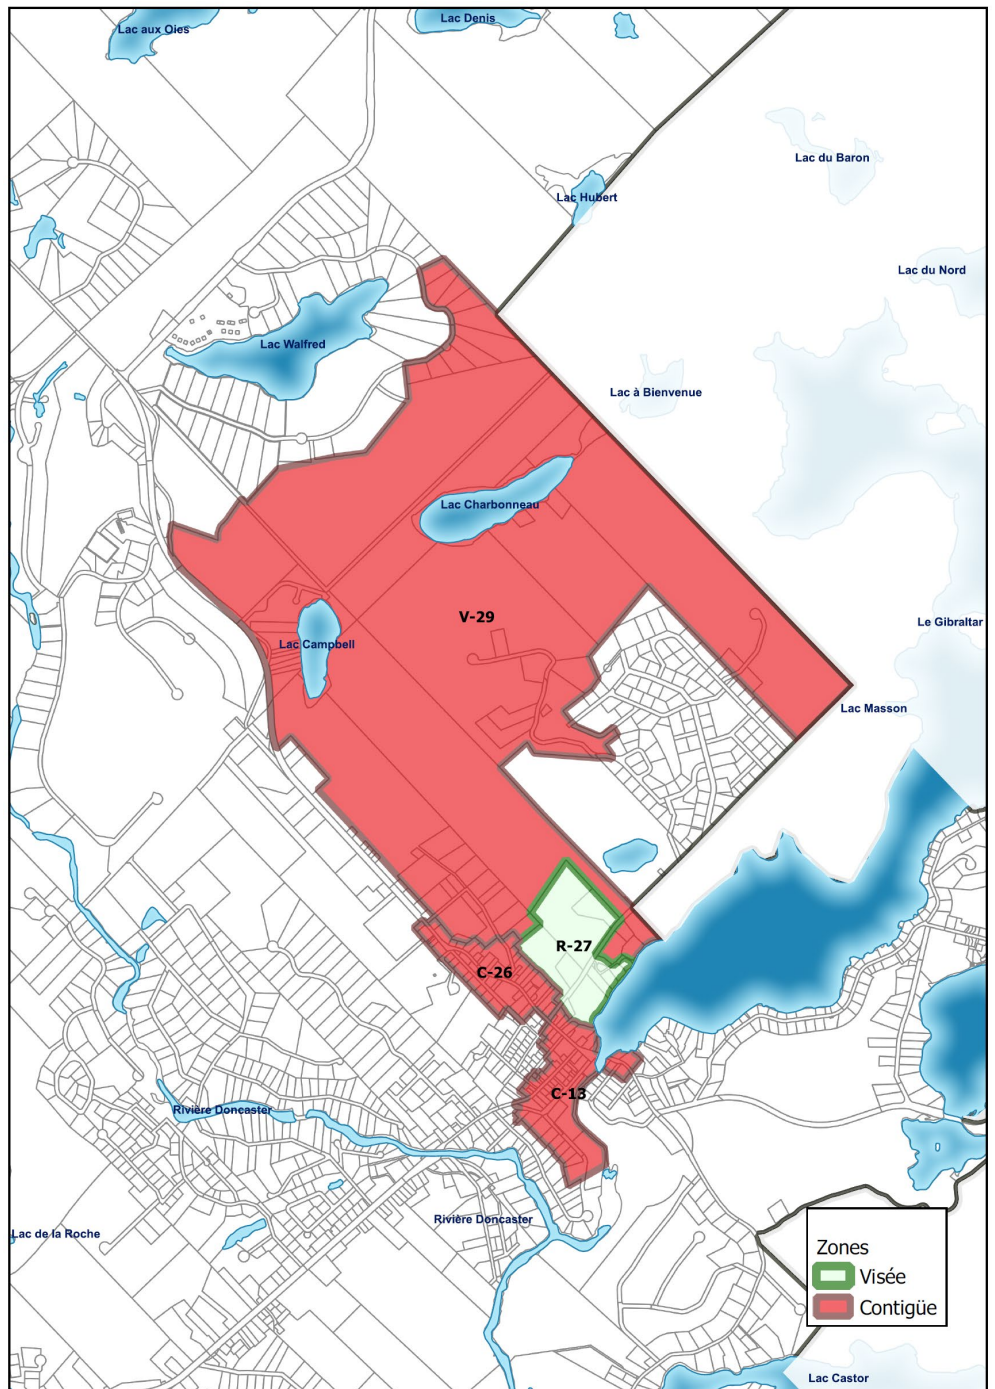 Lac aux Oies
Lac Denis
Lac du Baron
Lac Hubert
Lac du Nord
Lac Walfred
Lac à Bienvenue
Lac Charbonneau
V-29
Le Gibraltar
Lac Campbell
Lac Masson
R-27
C-26
C-13
Rivière Doncaster
Rivière Doncaster
Lac de la Roche
Zones
Visée
Contigüe
Lac Castor